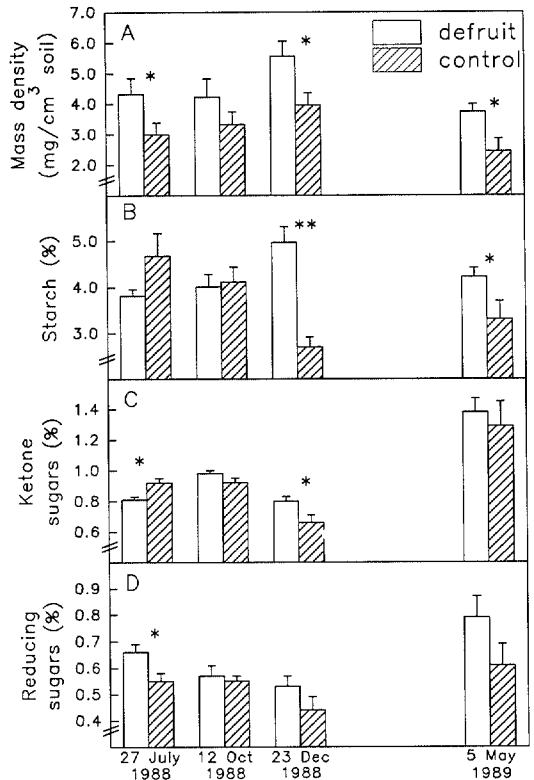 A
defruit
control
Mass density
(mg/cm³ soil)
7.0
6.0
5.0
4.0
3.0
2.0
*
*
*
B
Starch (%)
5.0
4.0
3.0
**
*
C
Ketone
sugars (%)
1.4
1.2
1.0
0.8
0.6
*
*
D
Reducing
sugars (%)
0.9
0.8
0.7
0.6
0.5
0.4
*
27 July
1988
12 Oct
1988
23 Dec
1988
5 May
1989